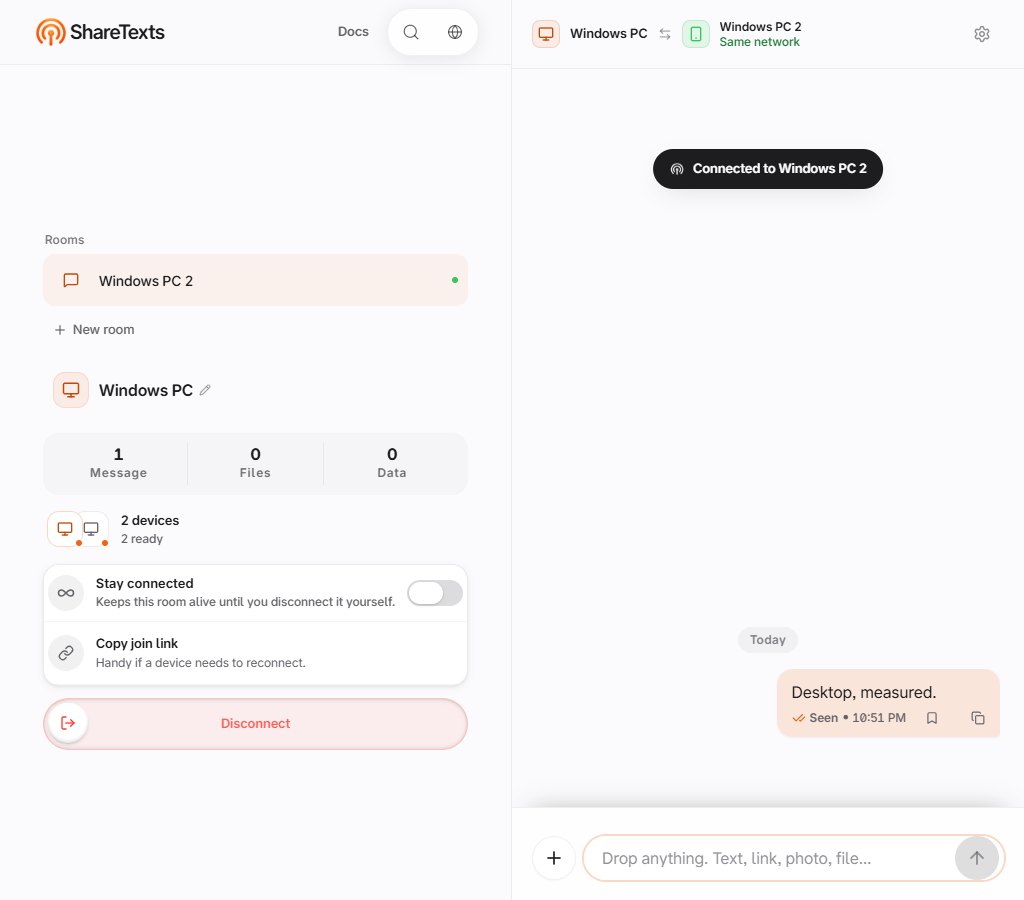 ShareTexts
Docs
Rooms
Windows PC 2
New room
Windows PC
1
Message
0
Files
0
Data
2 devices
2 ready
Stay connected
Keeps this room alive until you disconnect it yourself.
Copy join link
Handy if a device needs to reconnect.
Disconnect
Windows PC
Windows PC 2
Same network
Connected to Windows PC 2
Today
Desktop, measured.
Seen • 10:51 PM
Drop anything. Text, link, photo, file...